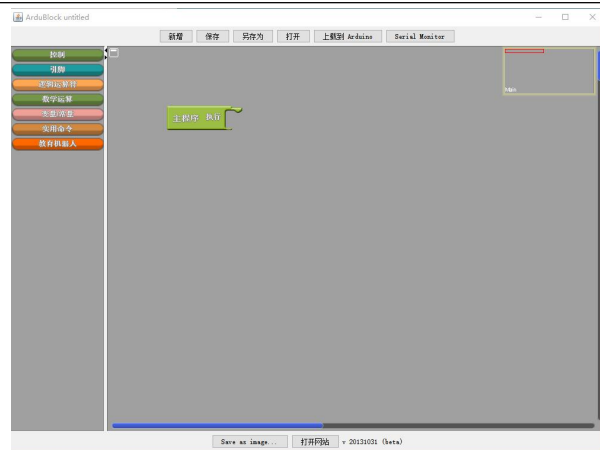 ArduBlock untitled
新增 保存 另存为 打开 上载到 Arduino Serial Monitor
控制
引脚
逻辑运算符
数学运算
变量/常量
实用命令
教育机器人
Main
主程序 执行
Save as image... 打开网站 v 20131031 (beta)